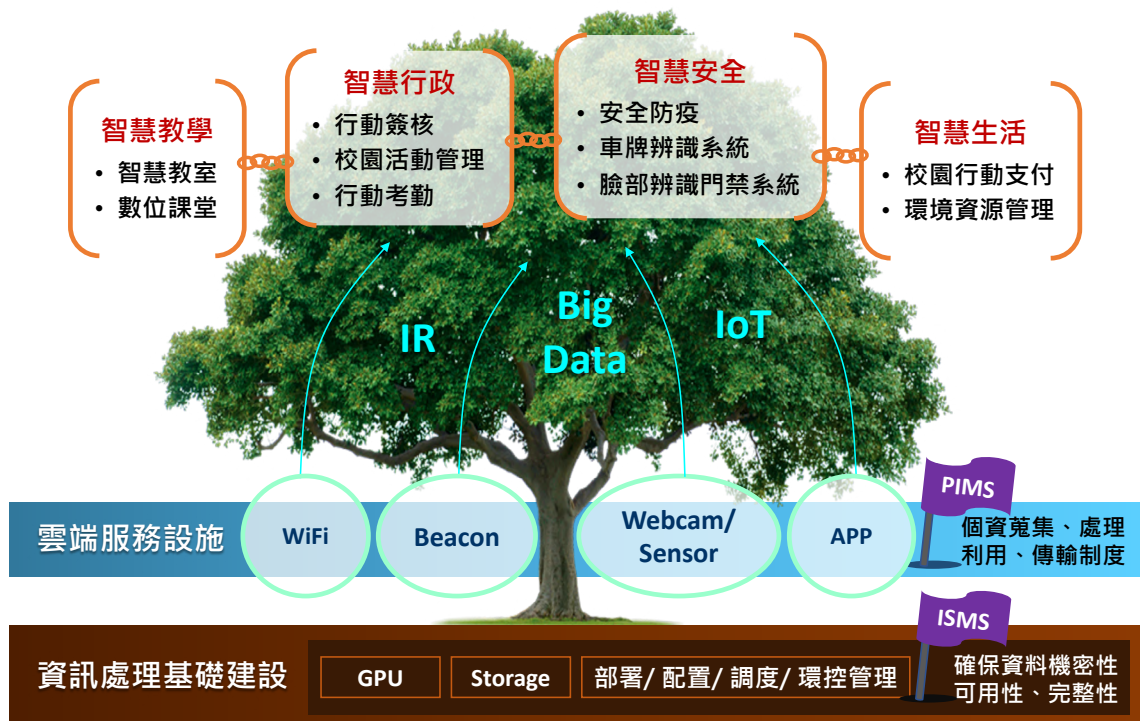 智慧教學
• 智慧教室
• 數位課堂
智慧行政
• 行動簽核
• 校園活動管理
• 行動考勤
智慧安全
• 安全防疫
• 車牌辨識系統
• 臉部辨識門禁系統
智慧生活
• 校園行動支付
• 環境資源管理
IR
Big
Data
IoT
雲端服務設施
WiFi
Beacon
Webcam/
Sensor
APP
PIMS
個資蒐集、處理
利用、傳輸制度
資訊處理基礎建設
GPU
Storage
部署/ 配置/ 調度/ 環控管理
ISMS
確保資料機密性
可用性、完整性